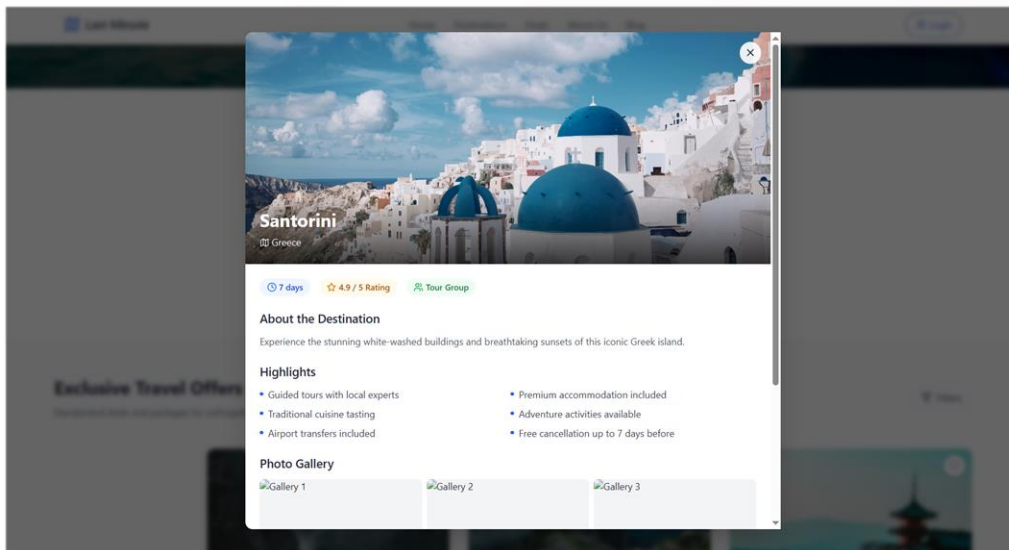 Last Minute
Santorini
Greece
7 days
4.9 / 5 Rating
Tour Group
About the Destination
Experience the stunning white-washed buildings and breathtaking sunsets of this iconic Greek island.
Highlights
Guided tours with local experts
Premium accommodation included
Traditional cuisine tasting
Adventure activities available
Airport transfers included
Free cancellation up to 7 days before
Exclusive Travel Offers
Filters
Photo Gallery
Gallery 1
Gallery 2
Gallery 3